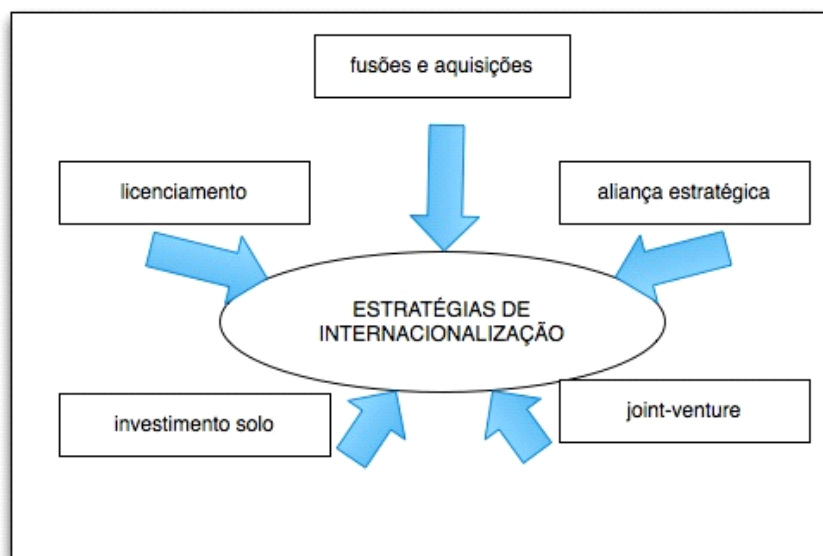 fusões e aquisições
licenciamento
aliança estratégica
ESTRATÉGIAS DE
INTERNACIONALIZAÇÃO
investimento solo
joint-venture